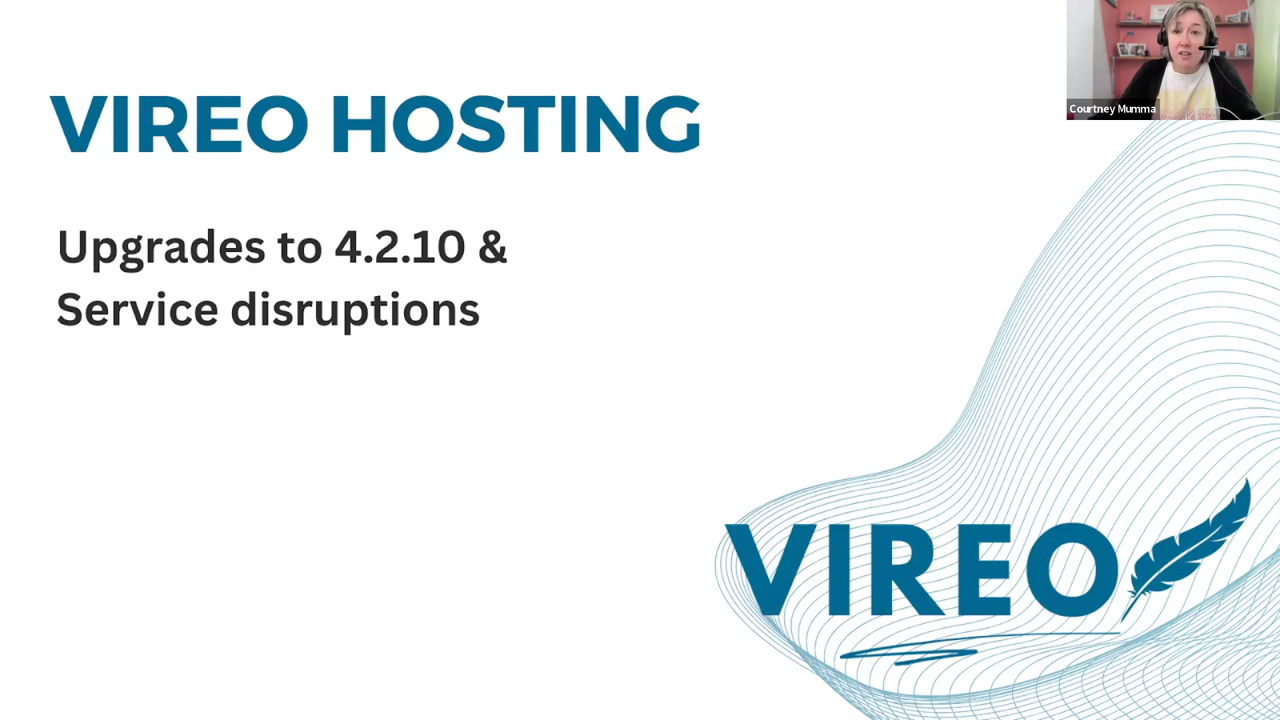 VIREO HOSTING
Upgrades to 4.2.10 &
Service disruptions
Courtney Mumma
VIREO